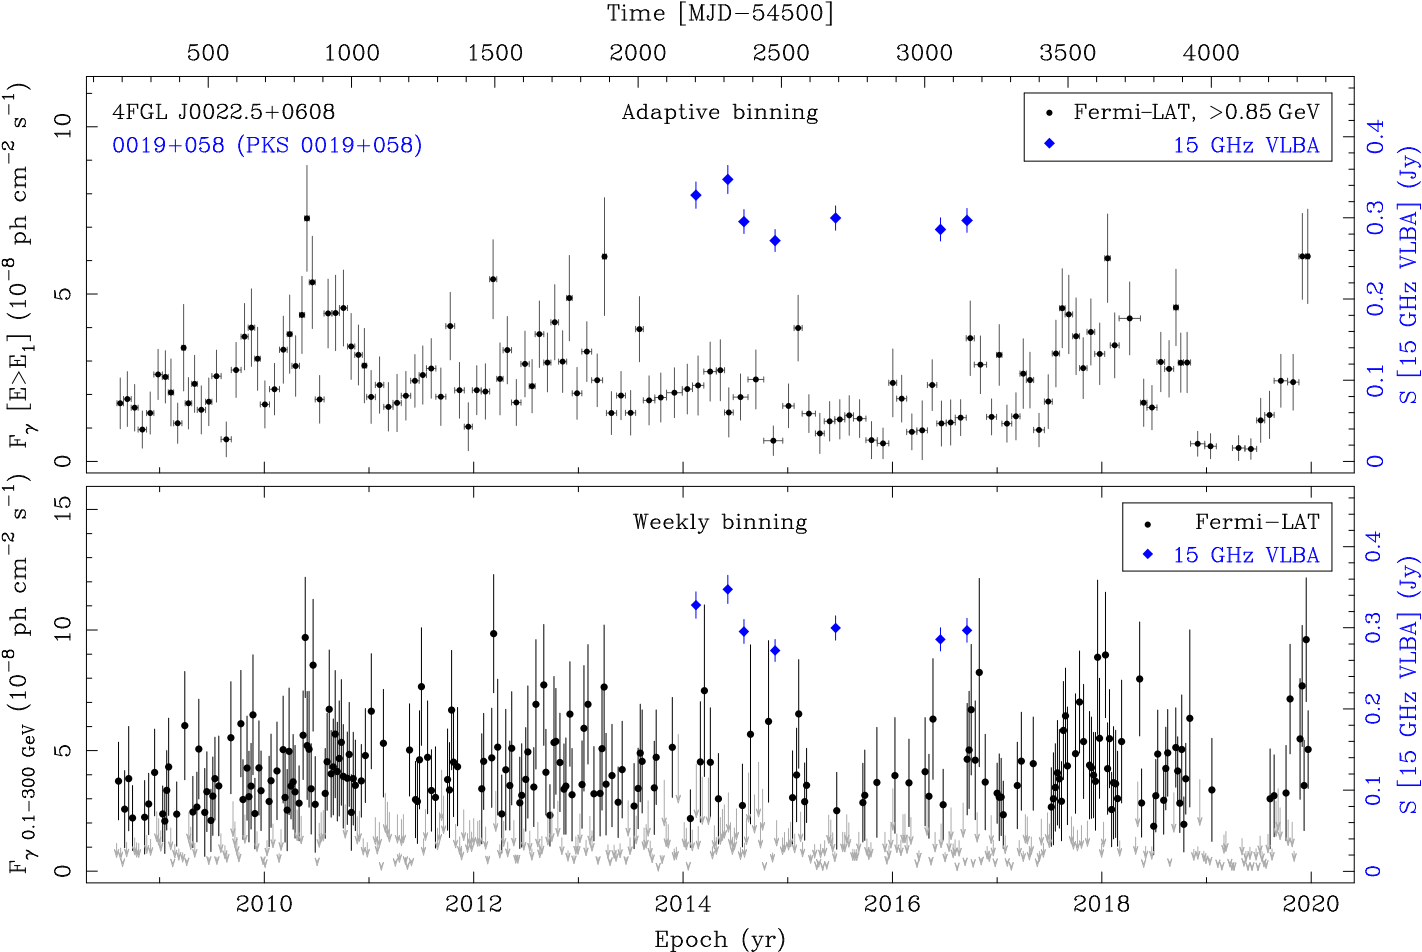 Time [MJD−54500]
500 1000 1500 2000 2500 3000 3500 4000
4FGL J0022.5+0608
0019+058 (PKS 0019+058)
Adaptive binning
Fermi−LAT, >0.85 GeV
15 GHz VLBA
Fγ [E>E1] (10−8 ph cm−2 s−1)
10
5
0
S [15 GHz VLBA] (Jy)
0.4
0.3
0.2
0.1
0
Weekly binning
Fermi−LAT
15 GHz VLBA
Fγ 0.1−300 GeV (10−8 ph cm−2 s−1)
15
10
5
0
S [15 GHz VLBA] (Jy)
0.4
0.3
0.2
0.1
0
2010 2012 2014 2016 2018 2020
Epoch (yr)